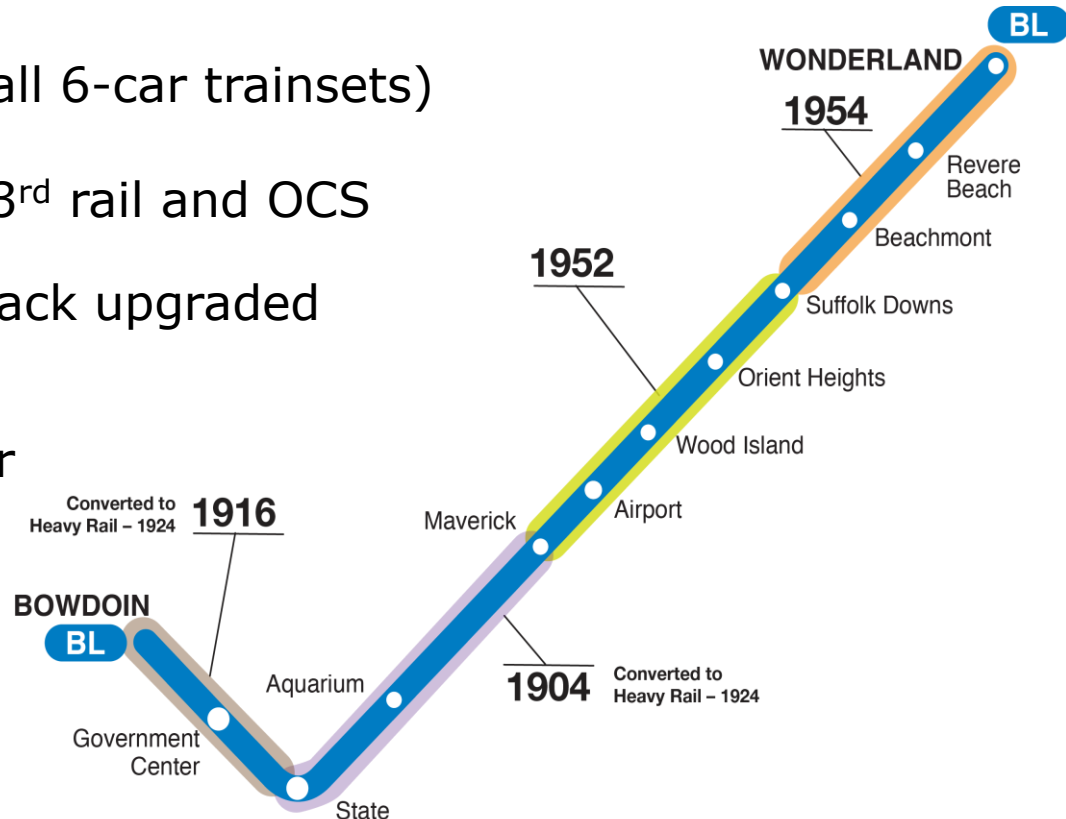 all 6-car trainsets)
3rd rail and OCS
ack upgraded
r
BL
WONDERLAND
1954
Revere
Beach
Beachmont
1952
Suffolk Downs
Orient Heights
Wood Island
Airport
Maverick
Converted to
Heavy Rail – 1924
1916
BOWDOIN
BL
Aquarium
1904
Converted to
Heavy Rail – 1924
Government
Center
State